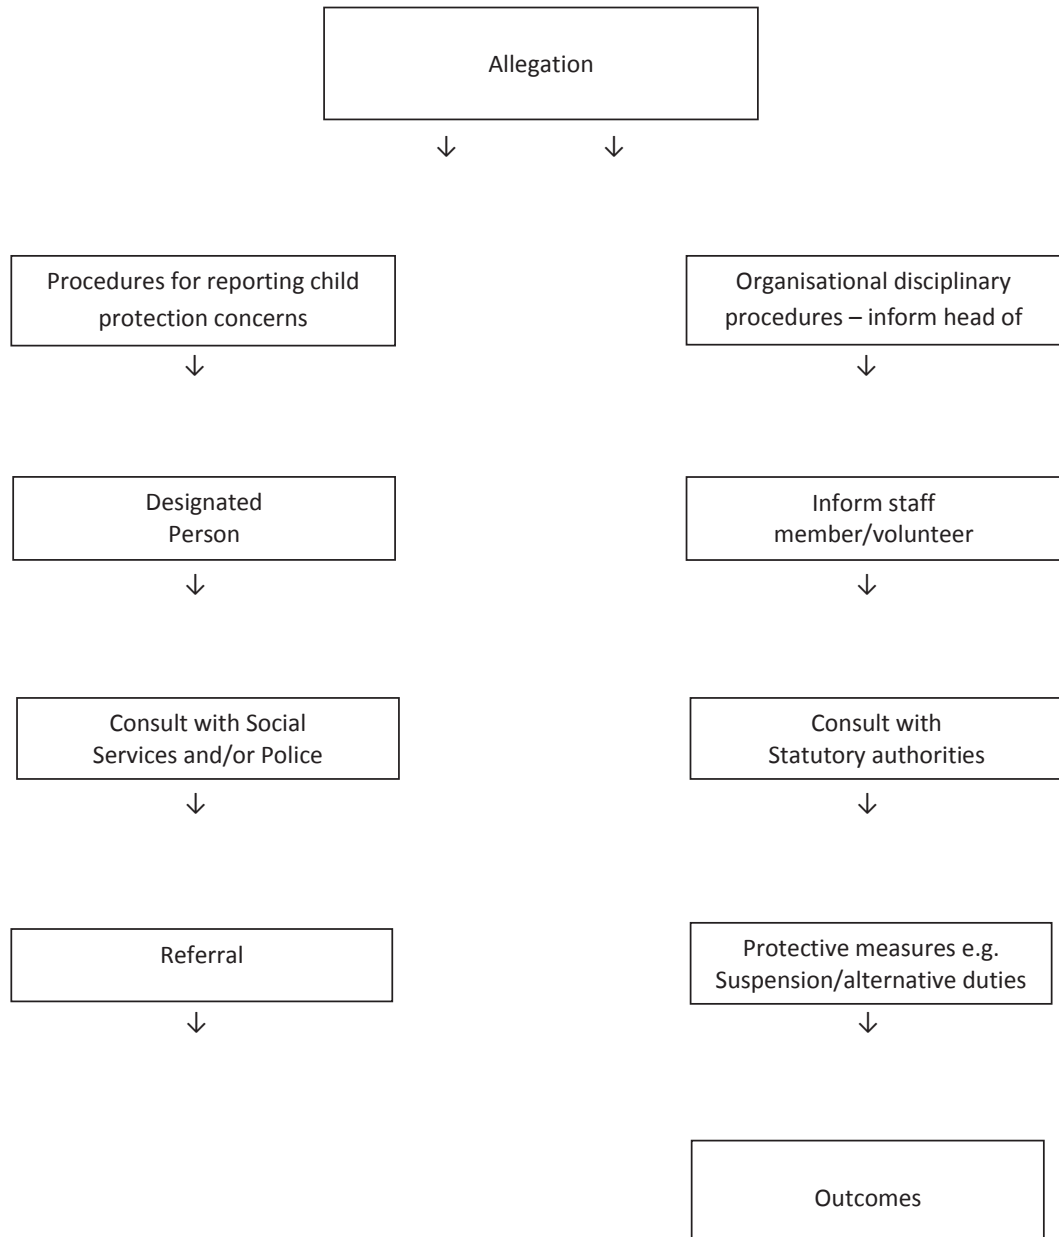 Allegation
Procedures for reporting child
protection concerns
Organisational disciplinary
procedures – inform head of
Designated
Person
Inform staff
member/volunteer
Consult with Social
Services and/or Police
Consult with
Statutory authorities
Referral
Protective measures e.g.
Suspension/alternative duties
Outcomes